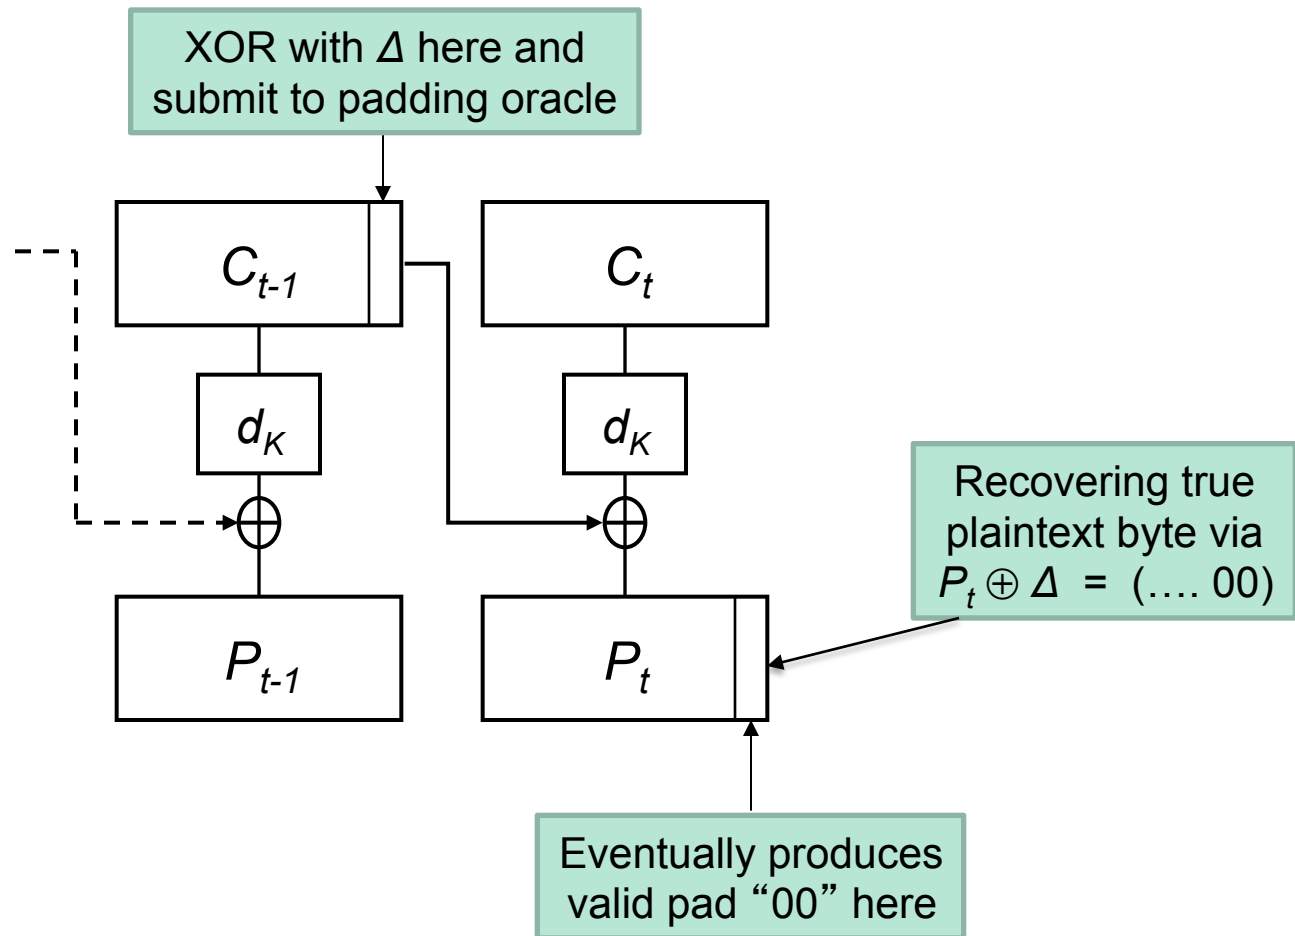 XOR with Δ here and
submit to padding oracle
C_{t-1}
C_t
d_K
d_K
Recovering true
plaintext byte via
P_t ⊕ Δ = (.... 00)
P_{t-1}
P_t
Eventually produces
valid pad “00” here